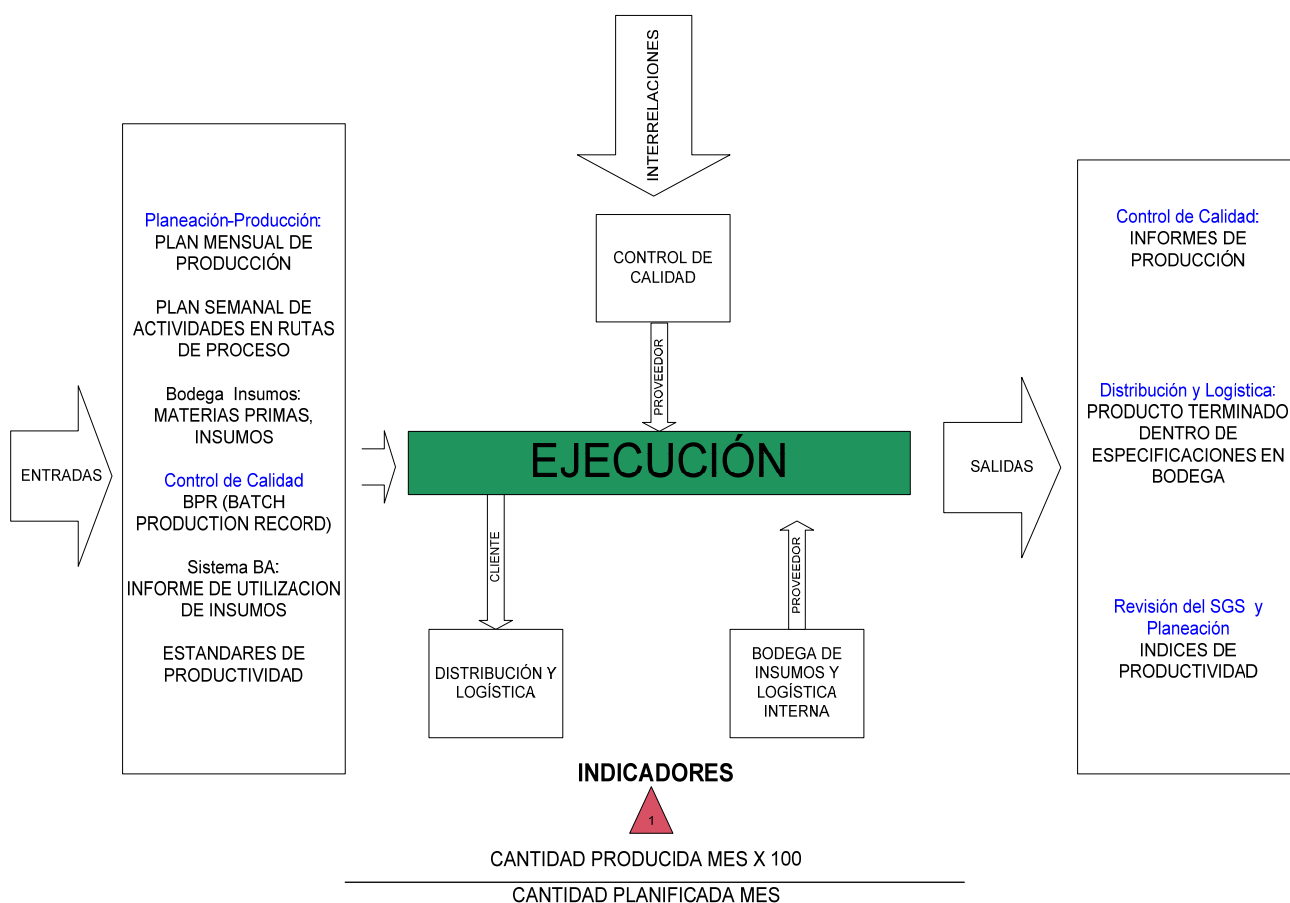 INTERRELACIONES
ENTRADAS
Planeación-Producción:
PLAN MENSUAL DE
PRODUCCIÓN
PLAN SEMANAL DE
ACTIVIDADES EN RUTAS
DE PROCESO
Bodega Insumos:
MATERIAS PRIMAS,
INSUMOS
Control de Calidad
BPR (BATCH
PRODUCTION RECORD)
Sistema BA:
INFORME DE UTILIZACION
DE INSUMOS
ESTANDARES DE
PRODUCTIVIDAD
CONTROL DE
CALIDAD
PROVEEDOR
EJECUCIÓN
CLIENTE
PROVEEDOR
DISTRIBUCIÓN Y
LOGÍSTICA
BODEGA DE
INSUMOS Y
LOGÍSTICA
INTERNA
SALIDAS
Control de Calidad:
INFORMES DE
PRODUCCIÓN
Distribución y Logistica:
PRODUCTO TERMINADO
DENTRO DE
ESPECIFICACIONES EN
BODEGA
Revisión del SGS y
Planeación
INDICES DE
PRODUCTIVIDAD
INDICADORES
1
CANTIDAD PRODUCIDA MES X 100
CANTIDAD PLANIFICADA MES